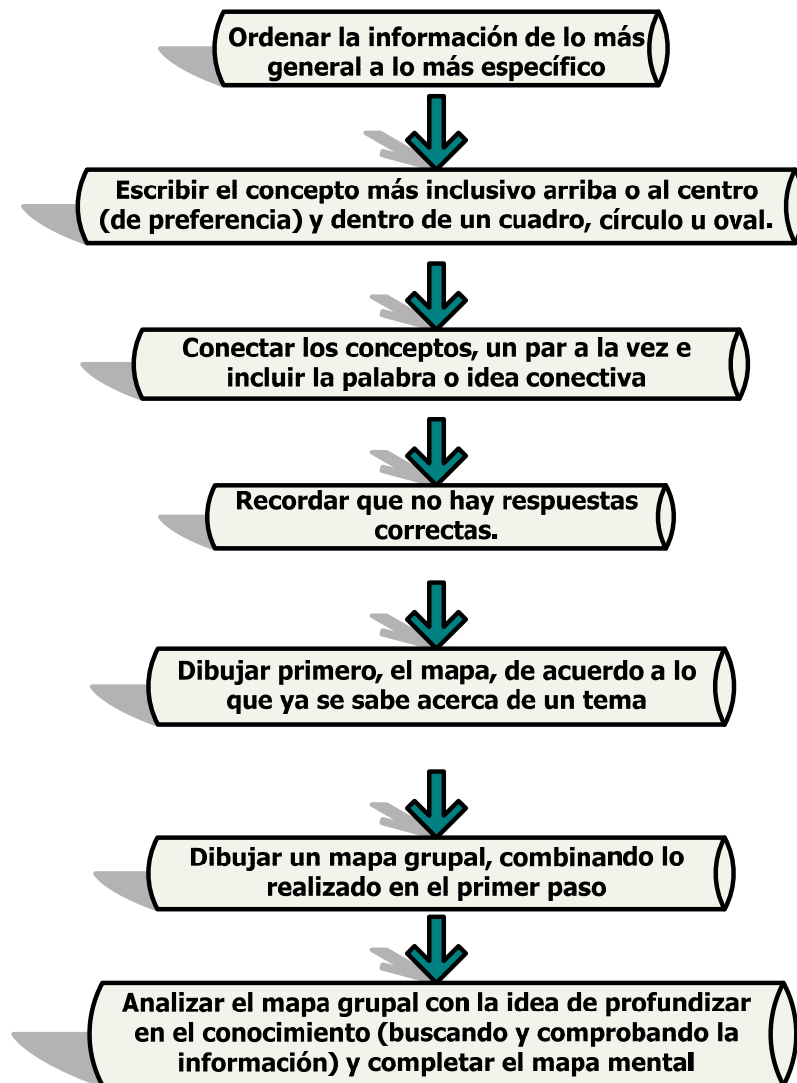 Ordenar la información de lo más
general a lo más específico
Escribir el concepto más inclusivo arriba o al centro
(de preferencia) y dentro de un cuadro, círculo u oval.
Conectar los conceptos, un par a la vez e
incluir la palabra o idea conectiva
Recordar que no hay respuestas
correctas.
Dibujar primero, el mapa, de acuerdo a lo
que ya se sabe acerca de un tema
Dibujar un mapa grupal, combinando lo
realizado en el primer paso
Analizar el mapa grupal con la idea de profundizar
en el conocimiento (buscando y comprobando la
información) y completar el mapa mental